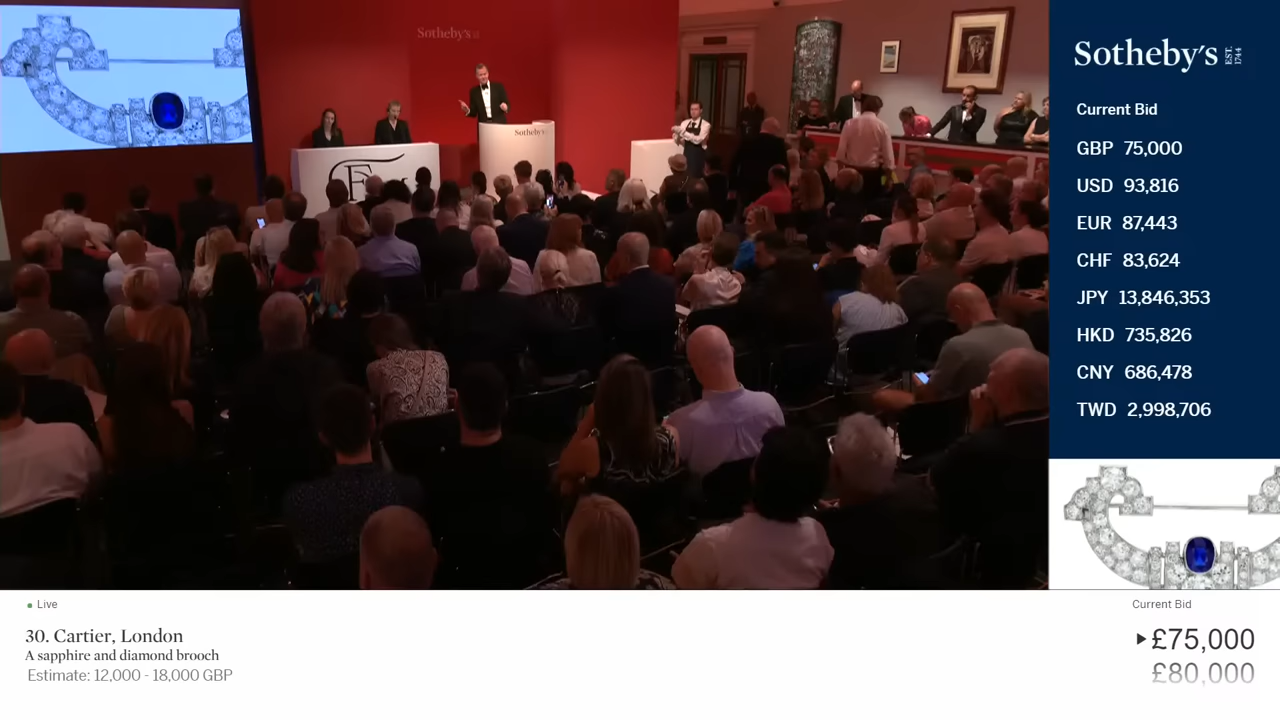 Sotheby's
Sotheby's
F
Sotheby's EST. 1744
Current Bid
GBP 75,000
USD 93,816
EUR 87,443
CHF 83,624
JPY 13,846,353
HKD 735,826
CNY 686,478
TWD 2,998,706
Live
30. Cartier, London
A sapphire and diamond brooch
Estimate: 12,000 - 18,000 GBP
Current Bid
£75,000
£80,000